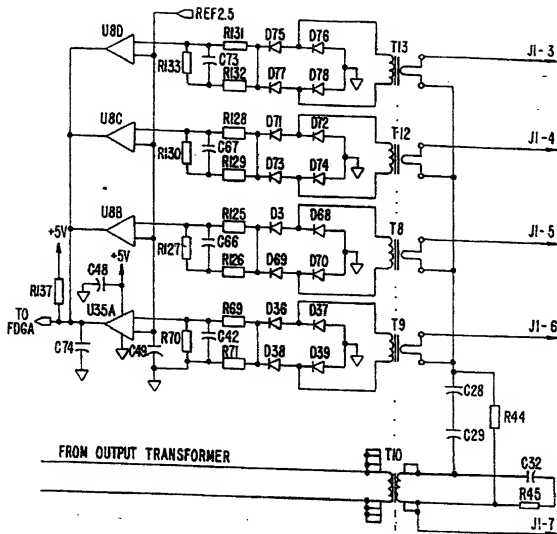 REF2.5
U8D
R131
D75
D76
T13
J1-3
R133
C73
R132
D77
D78
U8C
R128
D71
D72
T12
J1-4
R130
C67
R129
D73
D74
U8B
R125
D3
D68
T8
J1-5
+5V
R127
C66
R126
D69
D70
+5V
C48
R137
U35A
R69
D36
D37
T9
J1-6
TO
FDGA
C74
C49
R70
C42
R71
D38
D39
C28
R44
C29
FROM OUTPUT TRANSFORMER
T10
C32
R45
J1-7